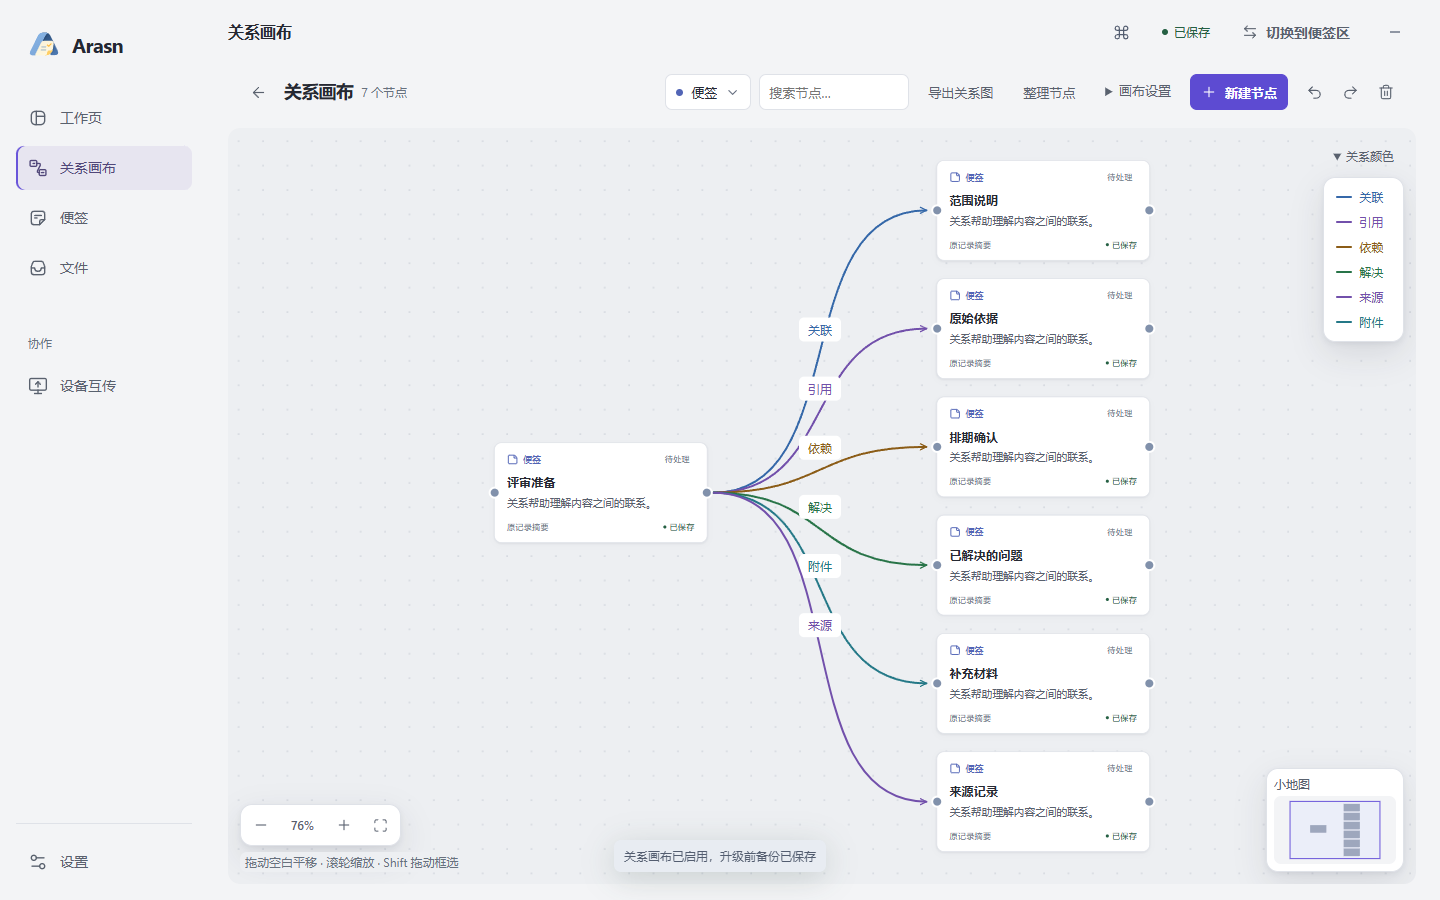 Arasn
工作页
关系画布
便签
文件
协作
设备互传
设置
关系画布
已保存
切换到便签区
关系画布
7 个节点
便签
搜索节点...
导出关系图
整理节点
画布设置
新建节点
关系颜色
关联
引用
依赖
解决
来源
附件
便签
待处理
评审准备
关系帮助理解内容之间的联系。
原记录摘要
已保存
关联
引用
依赖
解决
附件
来源
便签
待处理
范围说明
关系帮助理解内容之间的联系。
原记录摘要
已保存
便签
待处理
原始依据
关系帮助理解内容之间的联系。
原记录摘要
已保存
便签
待处理
排期确认
关系帮助理解内容之间的联系。
原记录摘要
已保存
便签
待处理
已解决的问题
关系帮助理解内容之间的联系。
原记录摘要
已保存
便签
待处理
补充材料
关系帮助理解内容之间的联系。
原记录摘要
已保存
便签
待处理
来源记录
关系帮助理解内容之间的联系。
原记录摘要
已保存
76%
拖动空白平移 · 滚轮缩放 · Shift 拖动框选
关系画布已启用，升级前备份已保存
小地图